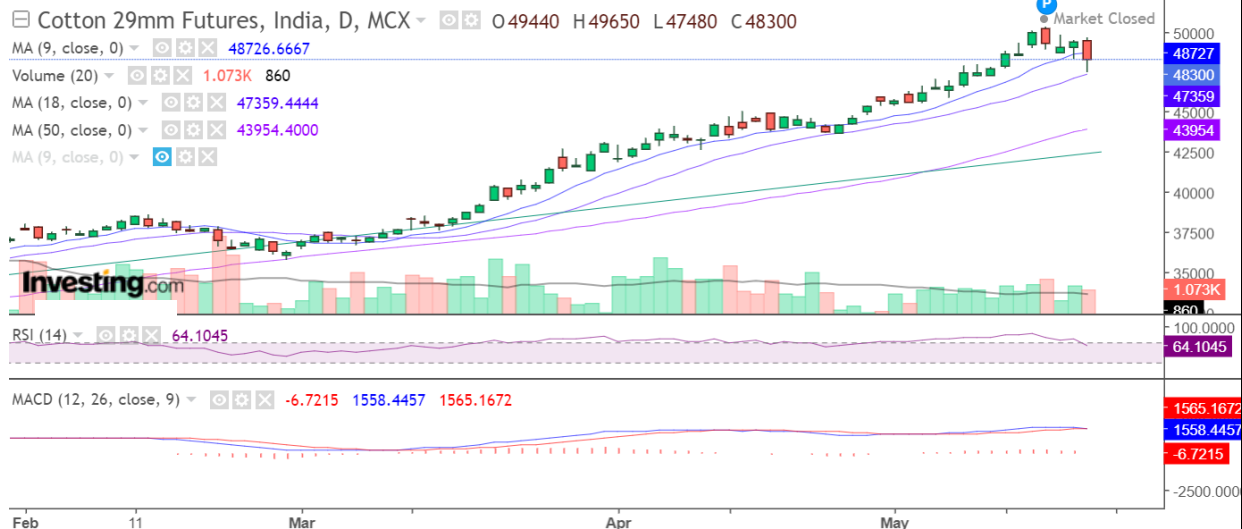 Cotton 29mm Futures, India, D, MCX O49440 H49650 L47480 C48300
P
Market Closed
MA (9, close, 0) 48726.6667
Volume (20) 1.073K 860
MA (18, close, 0) 47359.4444
MA (50, close, 0) 43954.4000
MA (9, close, 0)
50000
48727
48300
47359
45000
43954
42500
40000
37500
35000
1.073K
860
Investing.com
RSI (14) 64.1045
100.0000
64.1045
MACD (12, 26, close, 9) -6.7215 1558.4457 1565.1672
1565.1672
1558.4457
-6.7215
-2500.000
Feb 11 Mar Apr May